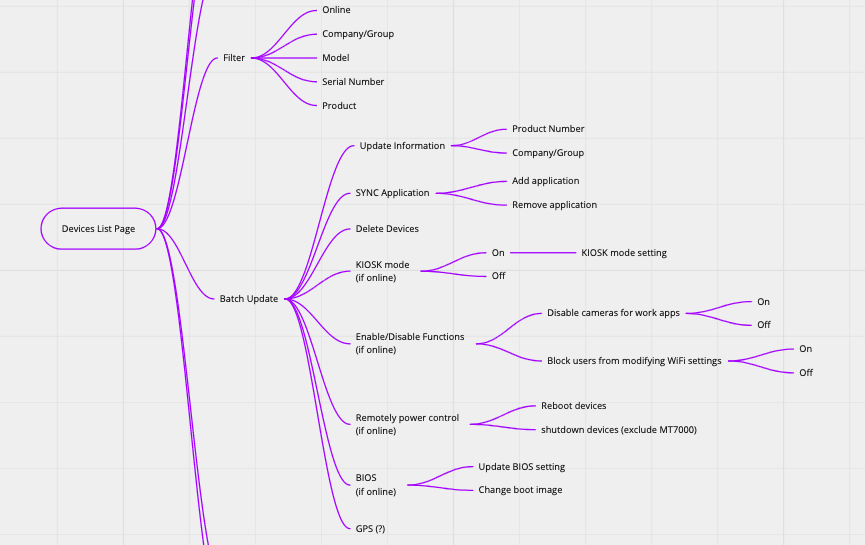 Online
Company/Group
Filter
Model
Serial Number
Product
Product Number
Update Information
Company/Group
Add application
SYNC Application
Remove application
Devices List Page
Delete Devices
On
KIOSK mode setting
KIOSK mode
(if online)
Off
Batch Update
On
Disable cameras for work apps
Off
Enable/Disable Functions
(if online)
On
Block users from modifying WiFi settings
Off
Reboot devices
Remotely power control
(if online)
shutdown devices (exclude MT7000)
Update BIOS setting
BIOS
(if online)
Change boot image
GPS (?)